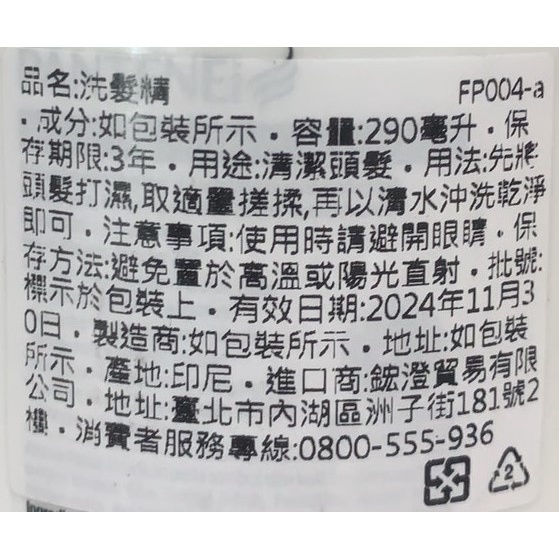 品名:洗髮精
FP004-a
．成分:如包裝所示．容量:290毫升．保
存期限:3年．用途:清潔頭髮．用法:先將
頭髮打濕,取適量搓揉,再以清水沖洗乾淨
即可．注意事項:使用時請避開眼睛．保
存方法:避免置於高溫或陽光直射．批號:
標示於包裝上．有效日期:2024年11月3
0日．製造商:如包裝所示．地址:如包裝
所示．產地:印尼．進口商:鋐澄貿易有限
公司．地址:臺北市內湖區洲子街181號2
樓．消費者服務專線:0800-555-936
2